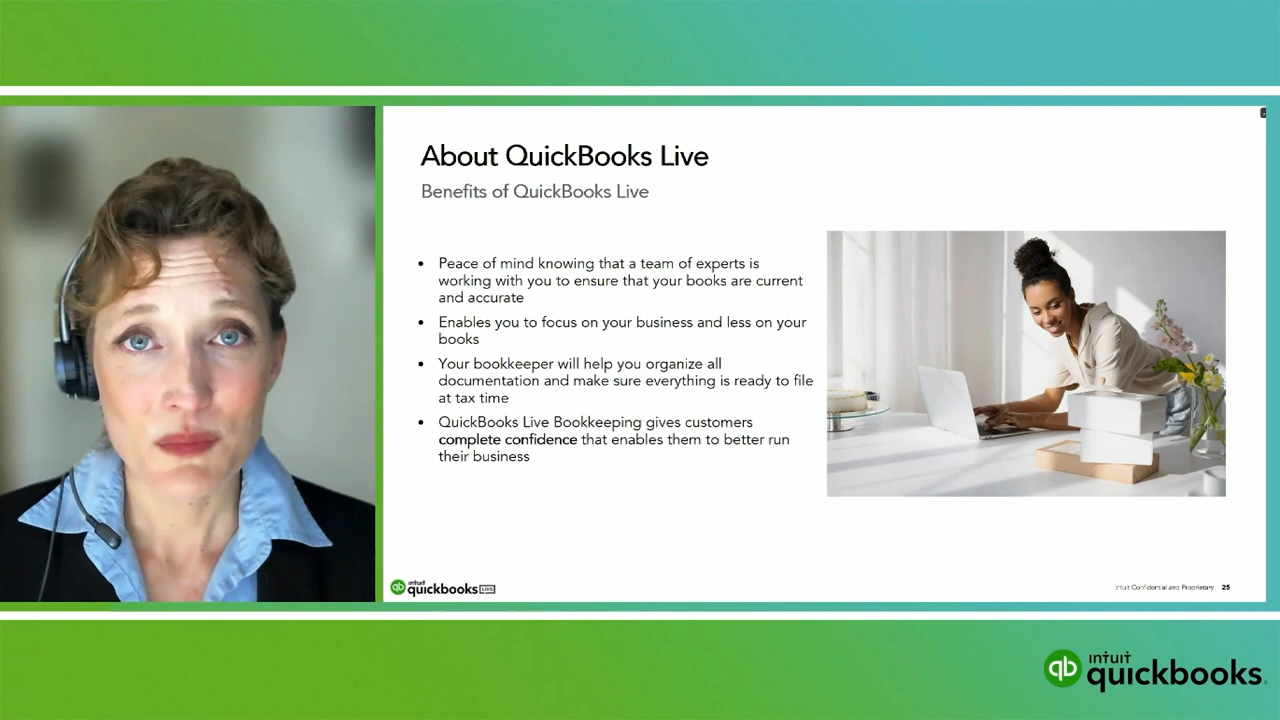 About QuickBooks Live
Benefits of QuickBooks Live
• Peace of mind knowing that a team of experts is
working with you to ensure that your books are current
and accurate
• Enables you to focus on your business and less on your
books
• Your bookkeeper will help you organize all
documentation and make sure everything is ready to file
at tax time
• QuickBooks Live Bookkeeping gives customers
complete confidence that enables them to better run
their business
qb intuit quickbooks LIVE
Intuit Confidential and Proprietary 25
qb intuit quickbooks.